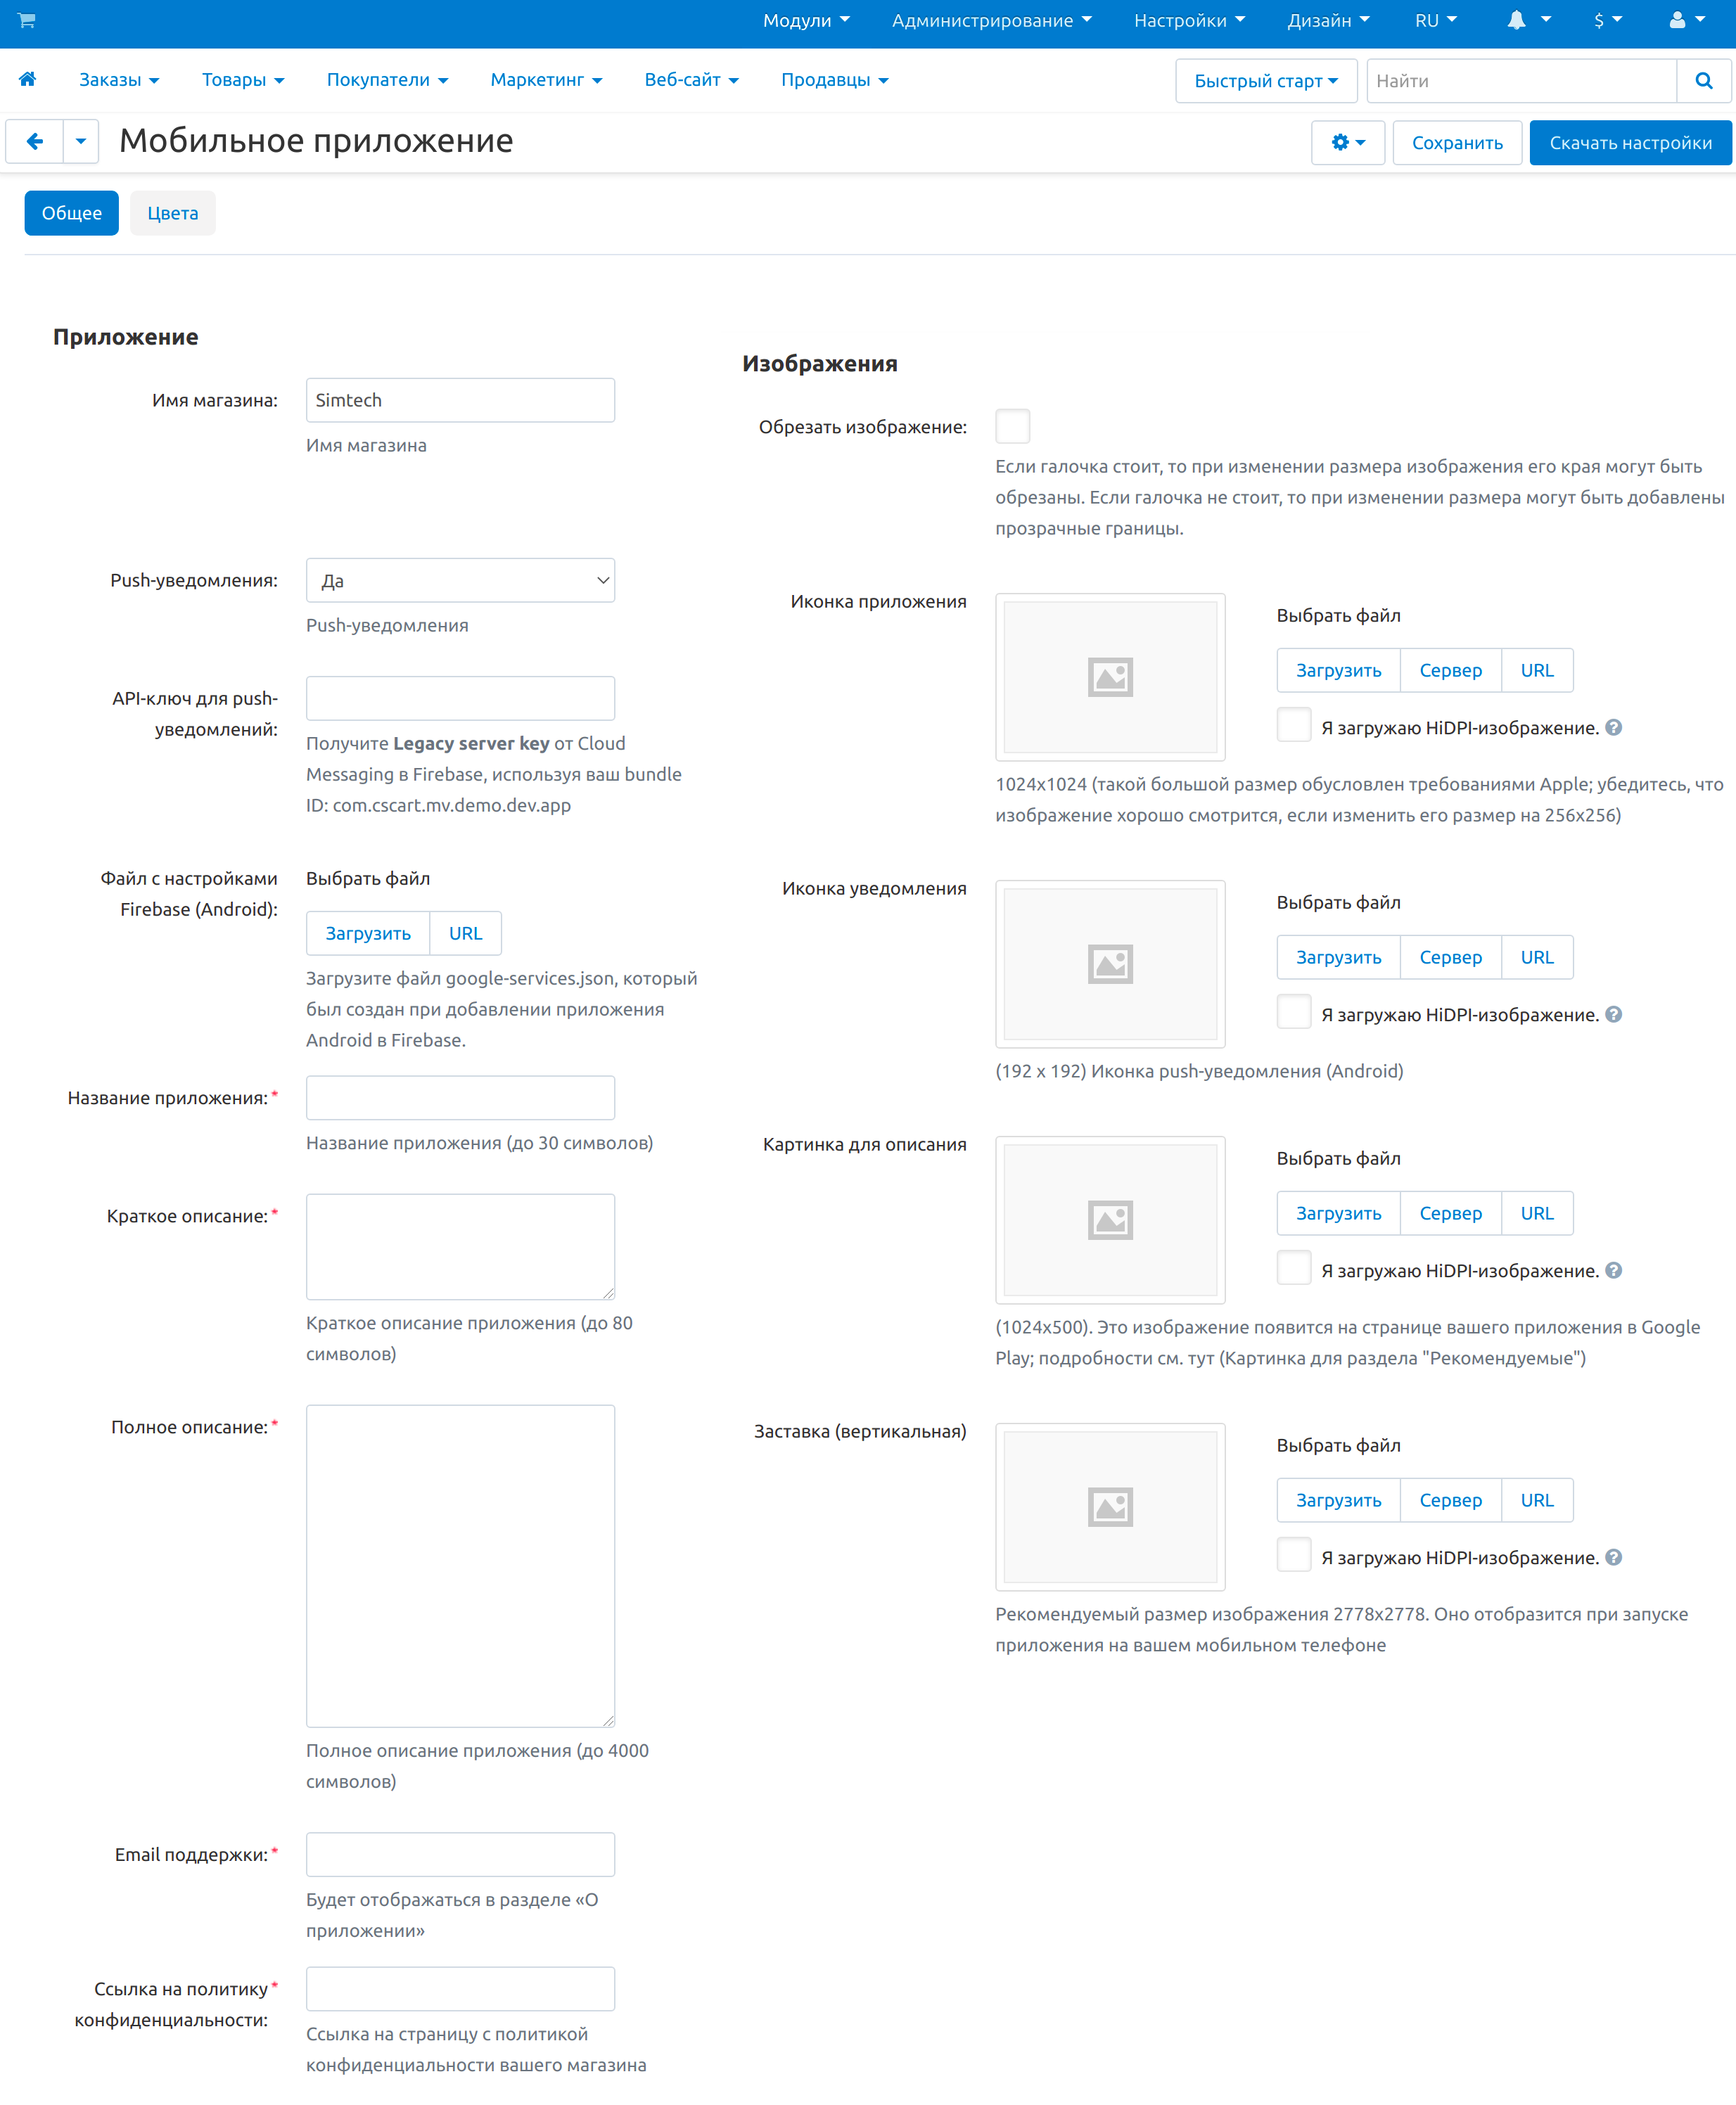 Модули Администрирование Настройки Дизайн RU $
Заказы Товары Покупатели Маркетинг Веб-сайт Продавцы Быстрый старт Найти
Мобильное приложение Сохранить Скачать настройки
Общее Цвета
Приложение
Имя магазина: Simtech
Имя магазина
Push-уведомления: Да
Push-уведомления
API-ключ для push-
уведомлений:
Получите Legacy server key от Cloud
Messaging в Firebase, используя ваш bundle
ID: com.cscart.mv.demo.dev.app
Файл с настройками
Firebase (Android):
Выбрать файл
Загрузить URL
Загрузите файл google-services.json, который
был создан при добавлении приложения
Android в Firebase.
Название приложения: *
Название приложения (до 30 символов)
Краткое описание: *
Краткое описание приложения (до 80
символов)
Полное описание: *
Полное описание приложения (до 4000
символов)
Email поддержки: *
Будет отображаться в разделе «О
приложении»
Ссылка на политику *
конфиденциальности:
Ссылка на страницу с политикой
конфиденциальности вашего магазина
Изображения
Обрезать изображение:
Если галочка стоит, то при изменении размера изображения его края могут быть
обрезаны. Если галочка не стоит, то при изменении размера могут быть добавлены
прозрачные границы.
Иконка приложения
Выбрать файл
Загрузить Сервер URL
Я загружаю HiDPI-изображение. ?
1024x1024 (такой большой размер обусловлен требованиями Apple; убедитесь, что
изображение хорошо смотрится, если изменить его размер на 256x256)
Иконка уведомления
Выбрать файл
Загрузить Сервер URL
Я загружаю HiDPI-изображение. ?
(192 x 192) Иконка push-уведомления (Android)
Картинка для описания
Выбрать файл
Загрузить Сервер URL
Я загружаю HiDPI-изображение. ?
(1024x500). Это изображение появится на странице вашего приложения в Google
Play; подробности см. тут (Картинка для раздела "Рекомендуемые")
Заставка (вертикальная)
Выбрать файл
Загрузить Сервер URL
Я загружаю HiDPI-изображение. ?
Рекомендуемый размер изображения 2778x2778. Оно отобразится при запуске
приложения на вашем мобильном телефоне